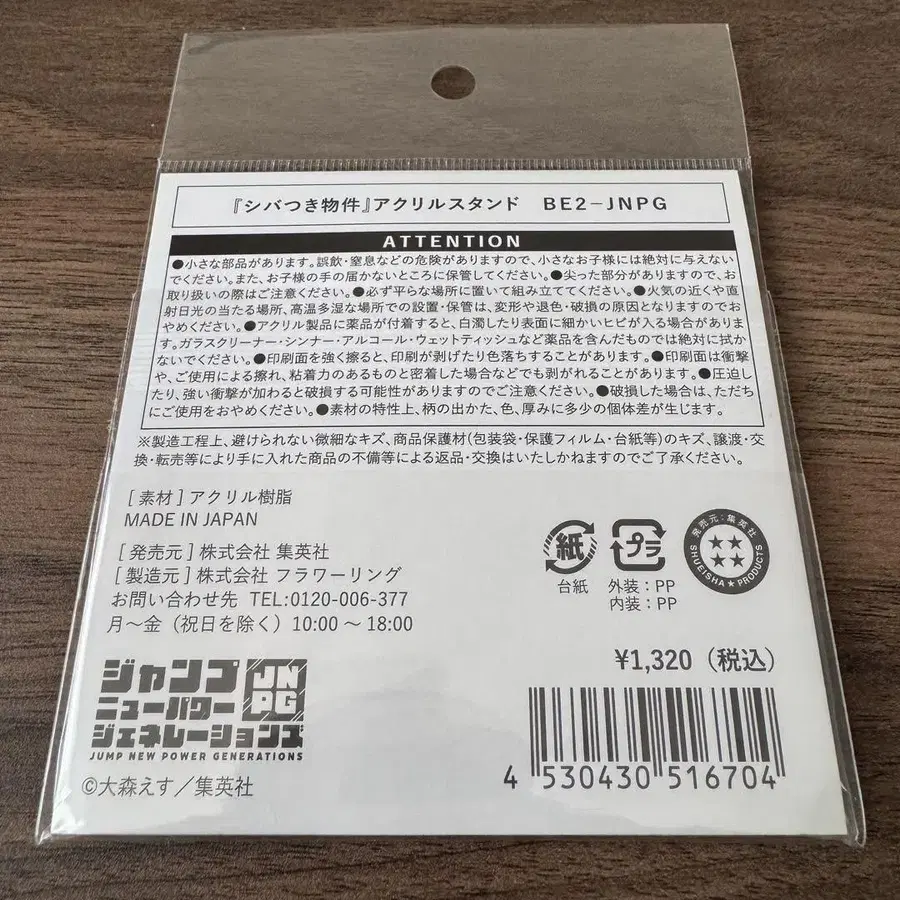 『シバつき物件』アクリルスタンド BE2-JNPG
ATTENTION
●小さな部品があります。誤飲・窒息などの危険がありますので、小さなお子様には絶対に与えない
でください。また、お子様の手の届かないところに保管してください。●尖った部分がありますので、お
取り扱いの際はご注意ください。●必ず平らな場所に置いて組み立ててください。●火気の近くや直
射日光の当たる場所、高温多湿な場所での設置・保管は、変形や退色・破損の原因となりますのでお
やめください。●アクリル製品に薬品が付着すると、白濁したり表面に細かいヒビが入る場合がありま
す。ガラスクリーナー・シンナー・アルコール・ウェットティッシュなど薬品を含んだものでは絶対に拭か
ないでください。●印刷面を強く擦ると、印刷が剥げたり色落ちすることがあります。●印刷面は衝撃
や、ご使用による擦れ、粘着力のあるものと密着した場合などでも剥がれることがあります。●圧迫し
たり、強い衝撃が加わると破損する可能性がありますのでご注意ください。●破損した場合は、ただち
にご使用をおやめください。●素材の特性上、柄の出かた、色、厚みに多少の個体差が生じます。
※製造工程上、避けられない微細なキズ、商品保護材(包装袋・保護フィルム・台紙等)のキズ、譲渡・交
換・転売等により手に入れた商品の不備等による返品・交換はいたしかねますのでご了承ください。
[素材]アクリル樹脂
MADE IN JAPAN
[発売元]株式会社 集英社
[製造元]株式会社 フラワーリング
お問い合わせ先 TEL:0120-006-377
月〜金（祝日を除く）10:00 〜 18:00
紙
台紙
プラ
外装：PP
内装：PP
発売元：集英社
SHUEISHA★PRODUCTS
¥1,320（税込）
ジャンプ
ニューパワー
ジェネレーションズ
JNPG
JUMP NEW POWER GENERATIONS
©大森えす／集英社
4 530430 516704